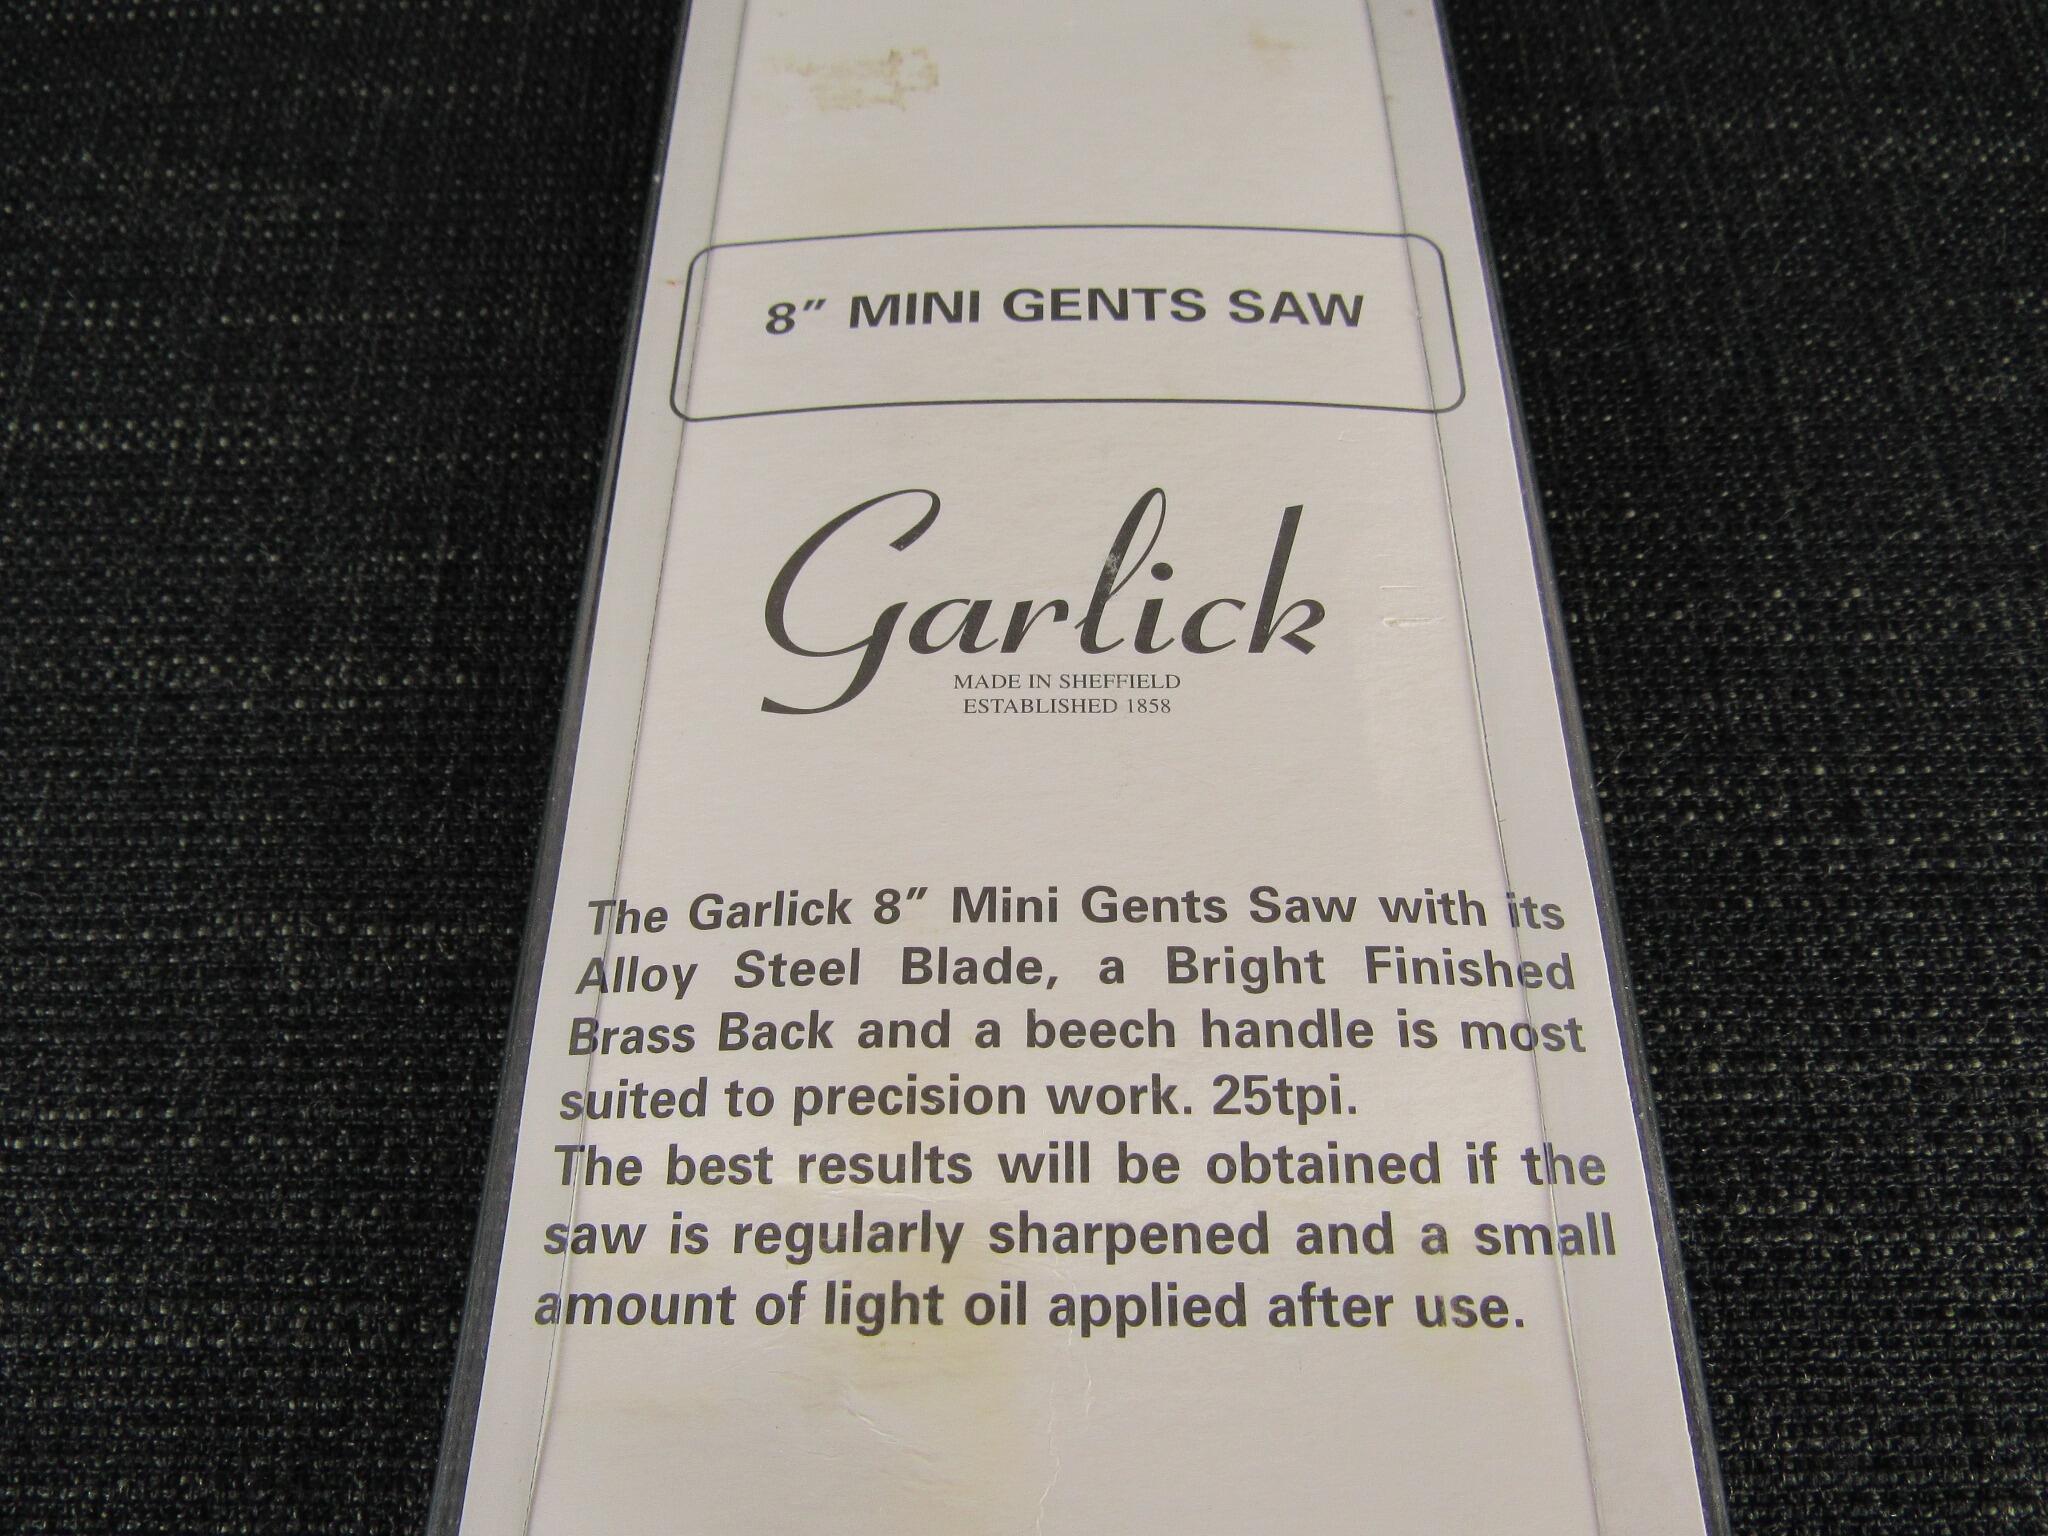 8" MINI GENTS SAW
Garlick
MADE IN SHEFFIELD
ESTABLISHED 1858
The Garlick 8" Mini Gents Saw with its
Alloy Steel Blade, a Bright Finished
Brass Back and a beech handle is most
suited to precision work. 25tpi.
The best results will be obtained if the
saw is regularly sharpened and a small
amount of light oil applied after use.